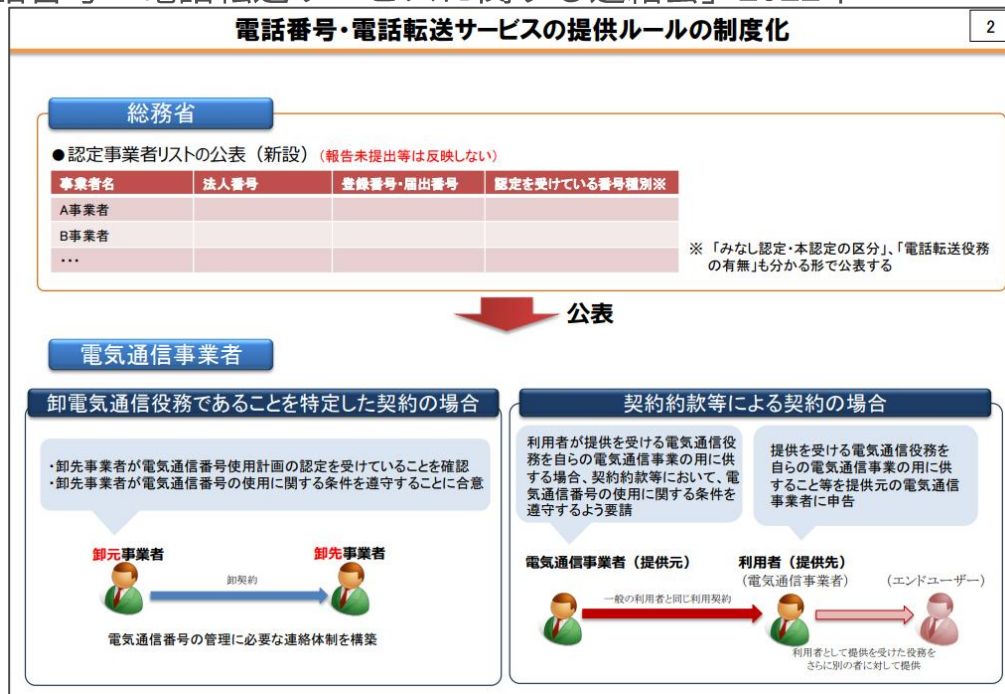 電話番号・電話転送サービスの提供ルールの制度化
2
総務省
●認定事業者リストの公表（新設）（報告未提出等は反映しない）
事業者名 法人番号 登録番号・届出番号 認定を受けている番号種別※
A事業者
B事業者
・・・
※ 「みなし認定・本認定の区分」、「電話転送役務
の有無」も分かる形で公表する
公表
電気通信事業者
卸電気通信役務であることを特定した契約の場合
・卸先事業者が電気通信番号使用計画の認定を受けていることを確認
・卸先事業者が電気通信番号の使用に関する条件を遵守することに合意
卸元事業者
卸先事業者
卸契約
電気通信番号の管理に必要な連絡体制を構築
契約約款等による契約の場合
利用者が提供を受ける電気通信役
務を自らの電気通信事業の用に供
する場合、契約約款等において、電
気通信番号の使用に関する条件を
遵守するよう要請
提供を受ける電気通信役務を
自らの電気通信事業の用に供
すること等を提供元の電気通信
事業者に申告
電気通信事業者（提供元）
利用者（提供先）
（電気通信事業者）
（エンドユーザー）
一般の利用者と同じ利用契約
利用者として提供を受けた役務を
さらに別の者に対して提供